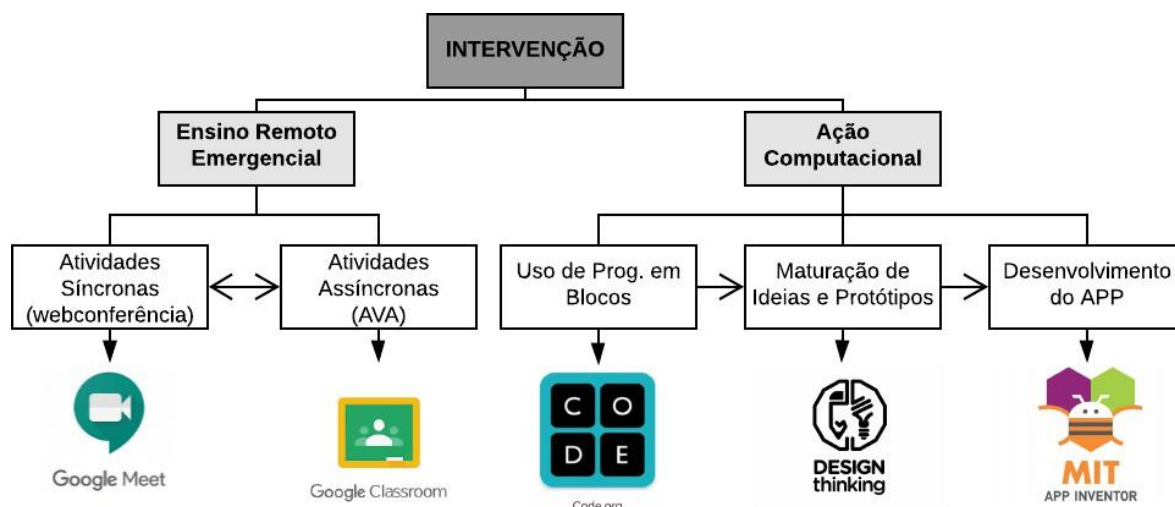 INTERVENÇÃO
Ensino Remoto
Emergencial
Ação
Computacional
Atividades
Síncronas
(webconferência)
Atividades
Assíncronas
(AVA)
Uso de Prog. em
Blocos
Maturação de
Ideias e Protótipos
Desenvolvimento
do APP
Google Meet
Google Classroom
C O
D E
Code.org
DESIGN
thinking
MIT
APP INVENTOR